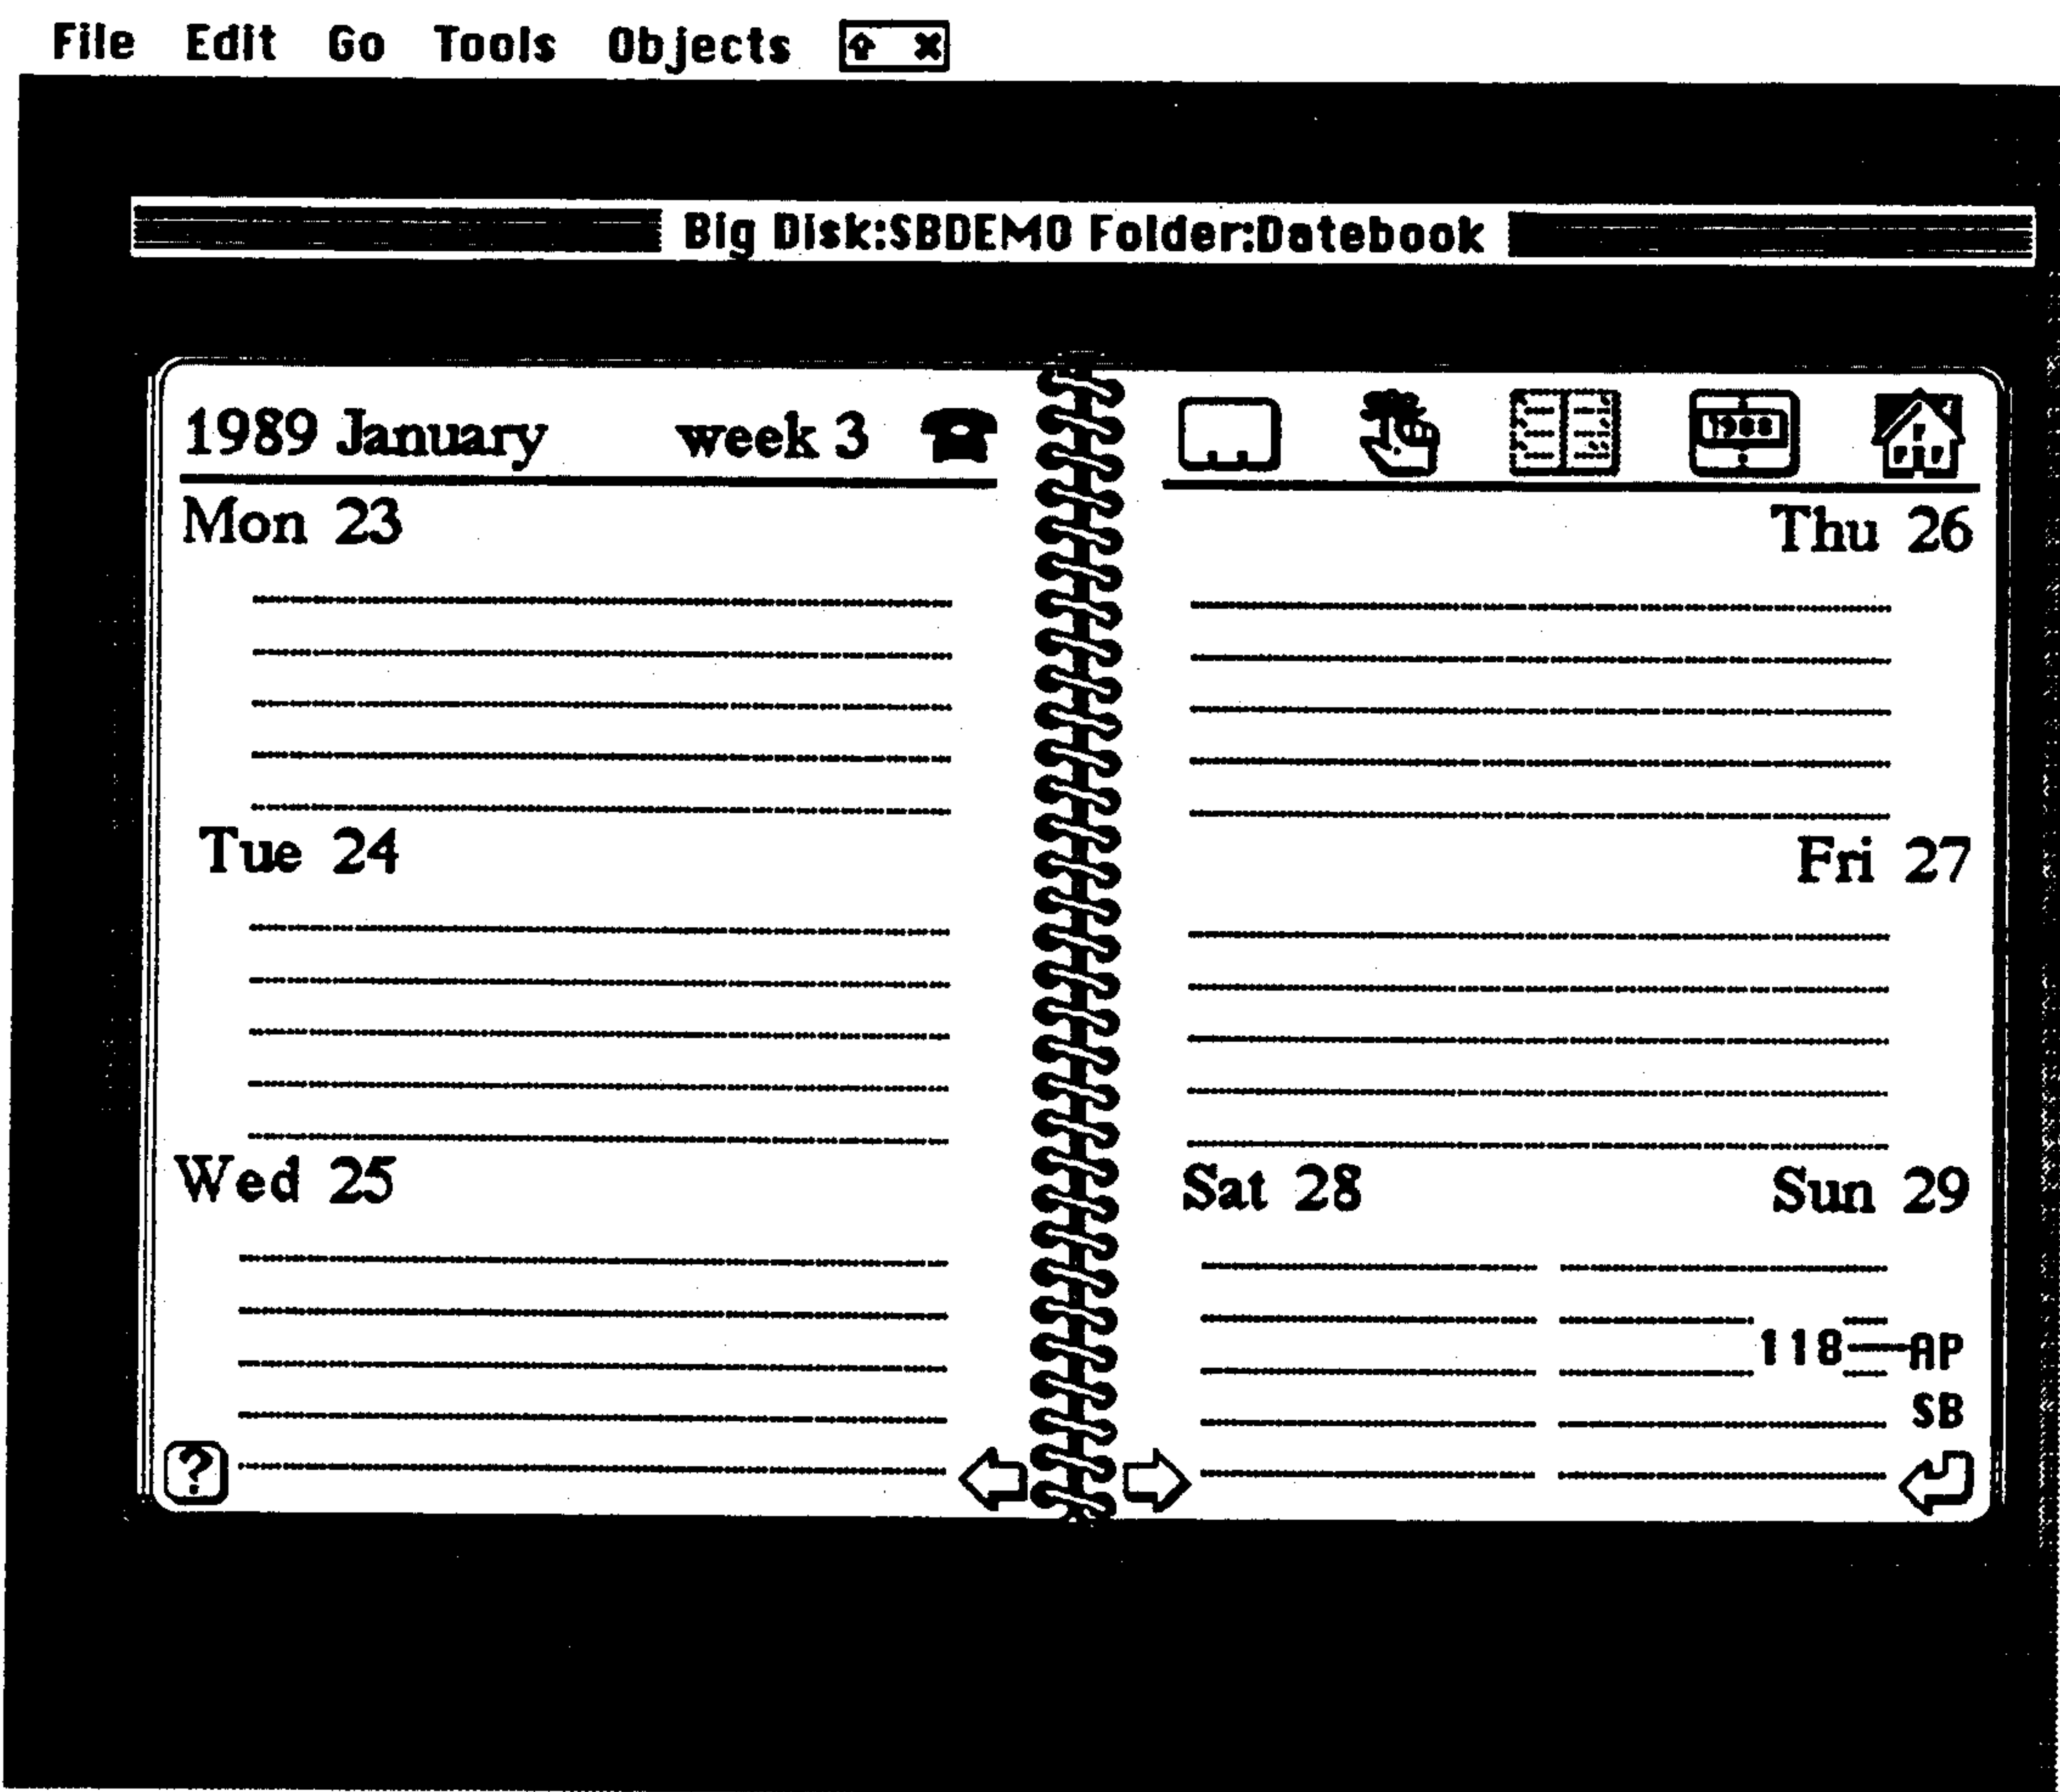 File Edit Go Tools Objects
Big Disk:SBDEMO Folder:Datebook
1989 January week 3
1988
Mon 23
Thu 26
Tue 24
Fri 27
Wed 25
Sat 28 Sun 29
118 AP
SB
?